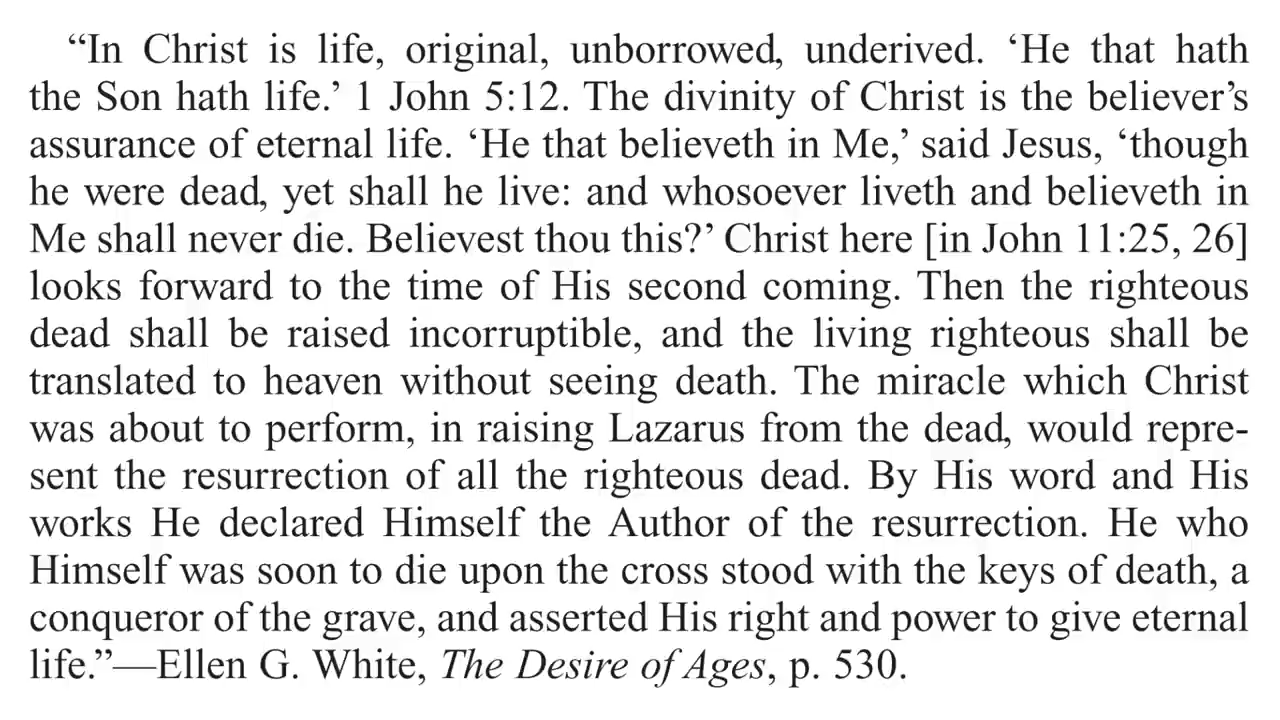 “In Christ is life, original, unborrowed, underived. ‘He that hath
the Son hath life.’ 1 John 5:12. The divinity of Christ is the believer’s
assurance of eternal life. ‘He that believeth in Me,’ said Jesus, ‘though
he were dead, yet shall he live: and whosoever liveth and believeth in
Me shall never die. Believest thou this?’ Christ here [in John 11:25, 26]
looks forward to the time of His second coming. Then the righteous
dead shall be raised incorruptible, and the living righteous shall be
translated to heaven without seeing death. The miracle which Christ
was about to perform, in raising Lazarus from the dead, would repre-
sent the resurrection of all the righteous dead. By His word and His
works He declared Himself the Author of the resurrection. He who
Himself was soon to die upon the cross stood with the keys of death, a
conqueror of the grave, and asserted His right and power to give eternal
life.”—Ellen G. White, The Desire of Ages, p. 530.